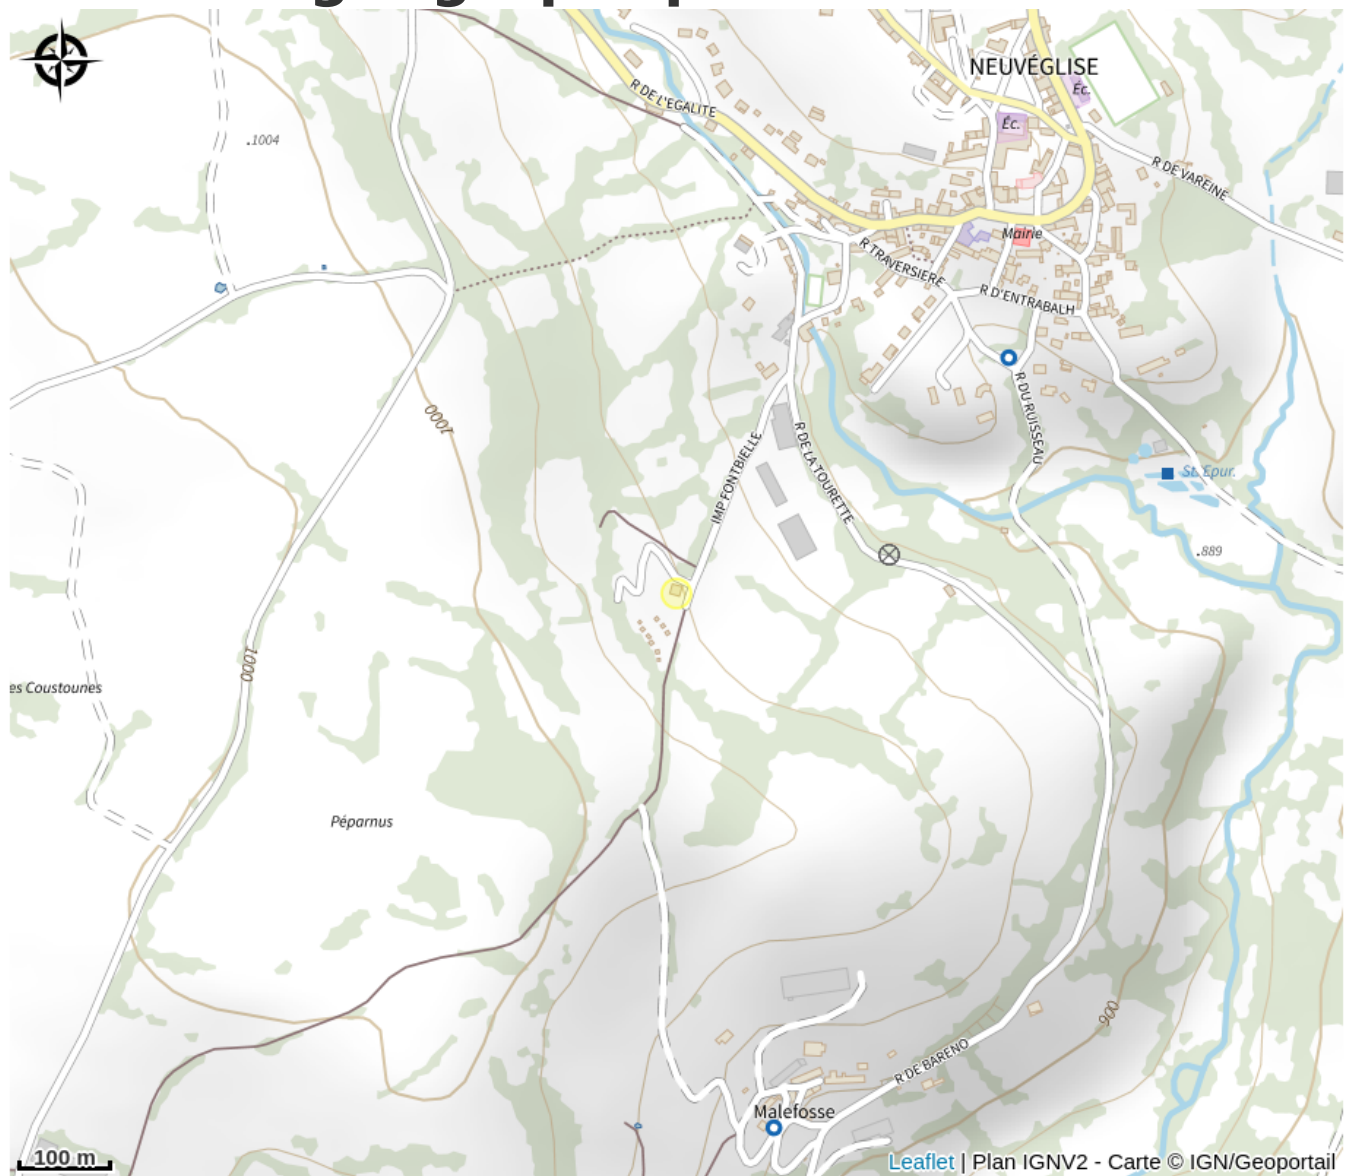 NEUVÉGLISE
Éc.
R DE L'EGALITE
Éc.
.1004
R DE VAREINE
Mairie
R TRAVERSIERE
R D'ENTRABALH
R DU RUISSEAU
1000
IMP FONTBIELLE
R DE LA TOURETTE
St. Epur.
.889
1000
es Coustounes
Péparnus
900
R DE BARENO
Malefosse
100 m
Leaflet | Plan IGNV2 - Carte © IGN/Geoportail